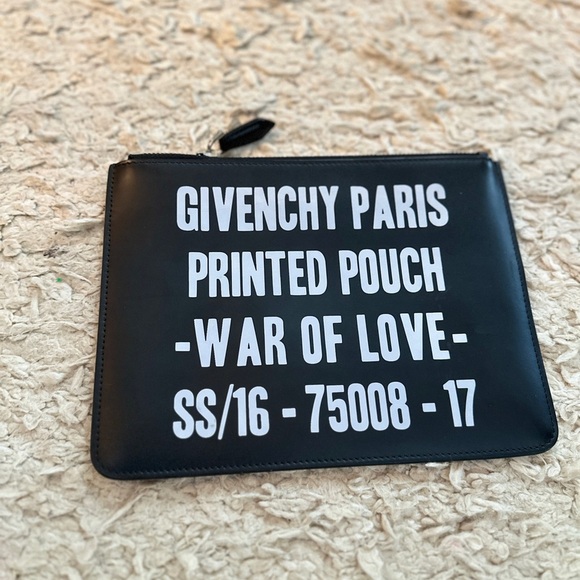 GIVENCHY PARIS
PRINTED POUCH
-WAR OF LOVE-
SS/16 - 75008 - 17